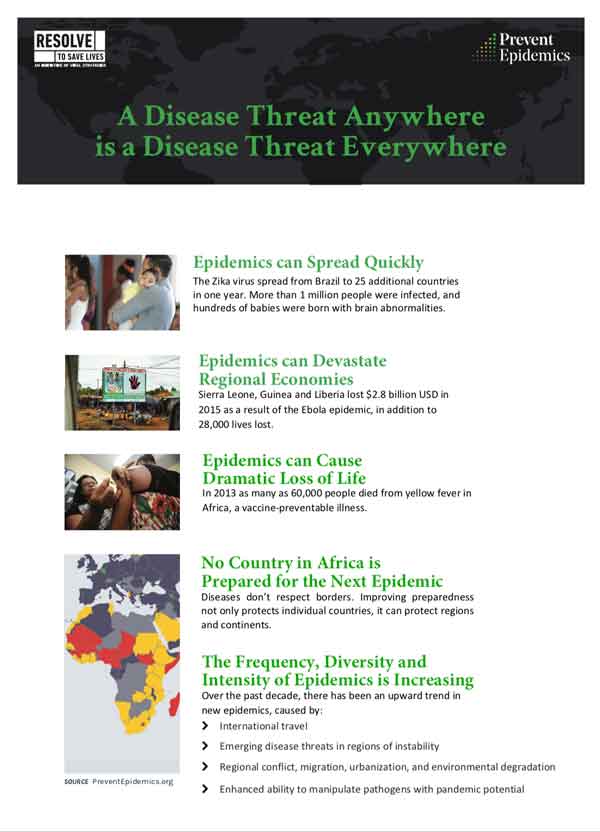 RESOLVE
TO SAVE LIVES
AN INITIATIVE OF VITAL STRATEGIES
Prevent
Epidemics
A Disease Threat Anywhere
is a Disease Threat Everywhere
Epidemics can Spread Quickly
The Zika virus spread from Brazil to 25 additional countries
in one year. More than 1 million people were infected, and
hundreds of babies were born with brain abnormalities.
Epidemics can Devastate
Regional Economies
Sierra Leone, Guinea and Liberia lost $2.8 billion USD in
2015 as a result of the Ebola epidemic, in addition to
28,000 lives lost.
Epidemics can Cause
Dramatic Loss of Life
In 2013 as many as 60,000 people died from yellow fever in
Africa, a vaccine-preventable illness.
No Country in Africa is
Prepared for the Next Epidemic
Diseases don't respect borders. Improving preparedness
not only protects individual countries, it can protect regions
and continents.
The Frequency, Diversity and
Intensity of Epidemics is Increasing
Over the past decade, there has been an upward trend in
new epidemics, caused by:
International travel
Emerging disease threats in regions of instability
Regional conflict, migration, urbanization, and environmental degradation
Enhanced ability to manipulate pathogens with pandemic potential
SOURCE PreventEpidemics.org